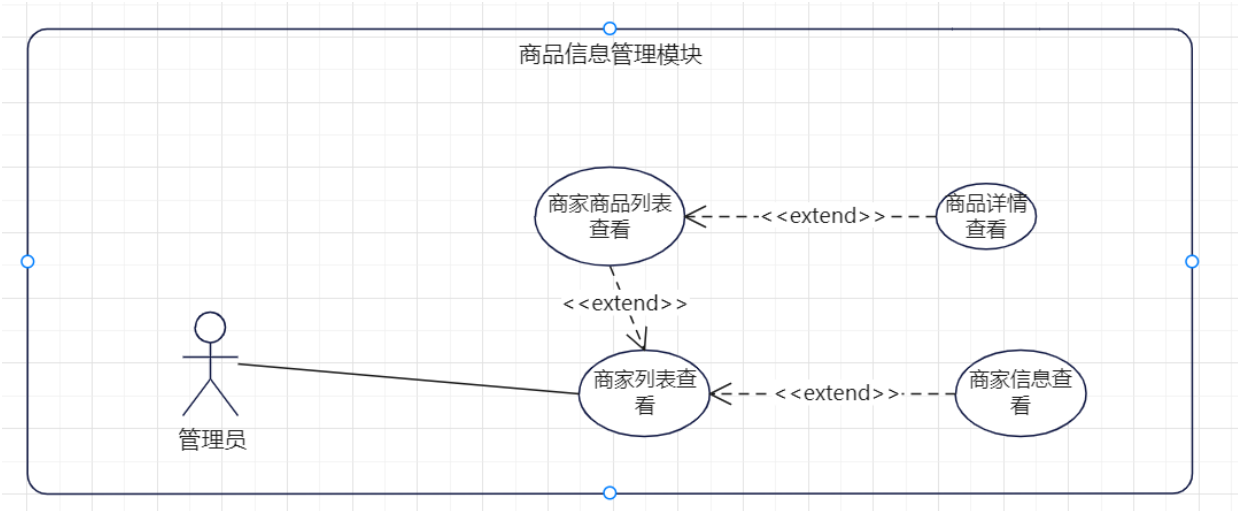 商品信息管理模块
商家商品列表
查看
<<extend>>
商品详情
查看
<<extend>>
商家列表查
看
<<extend>>
商家信息查
看
管理员